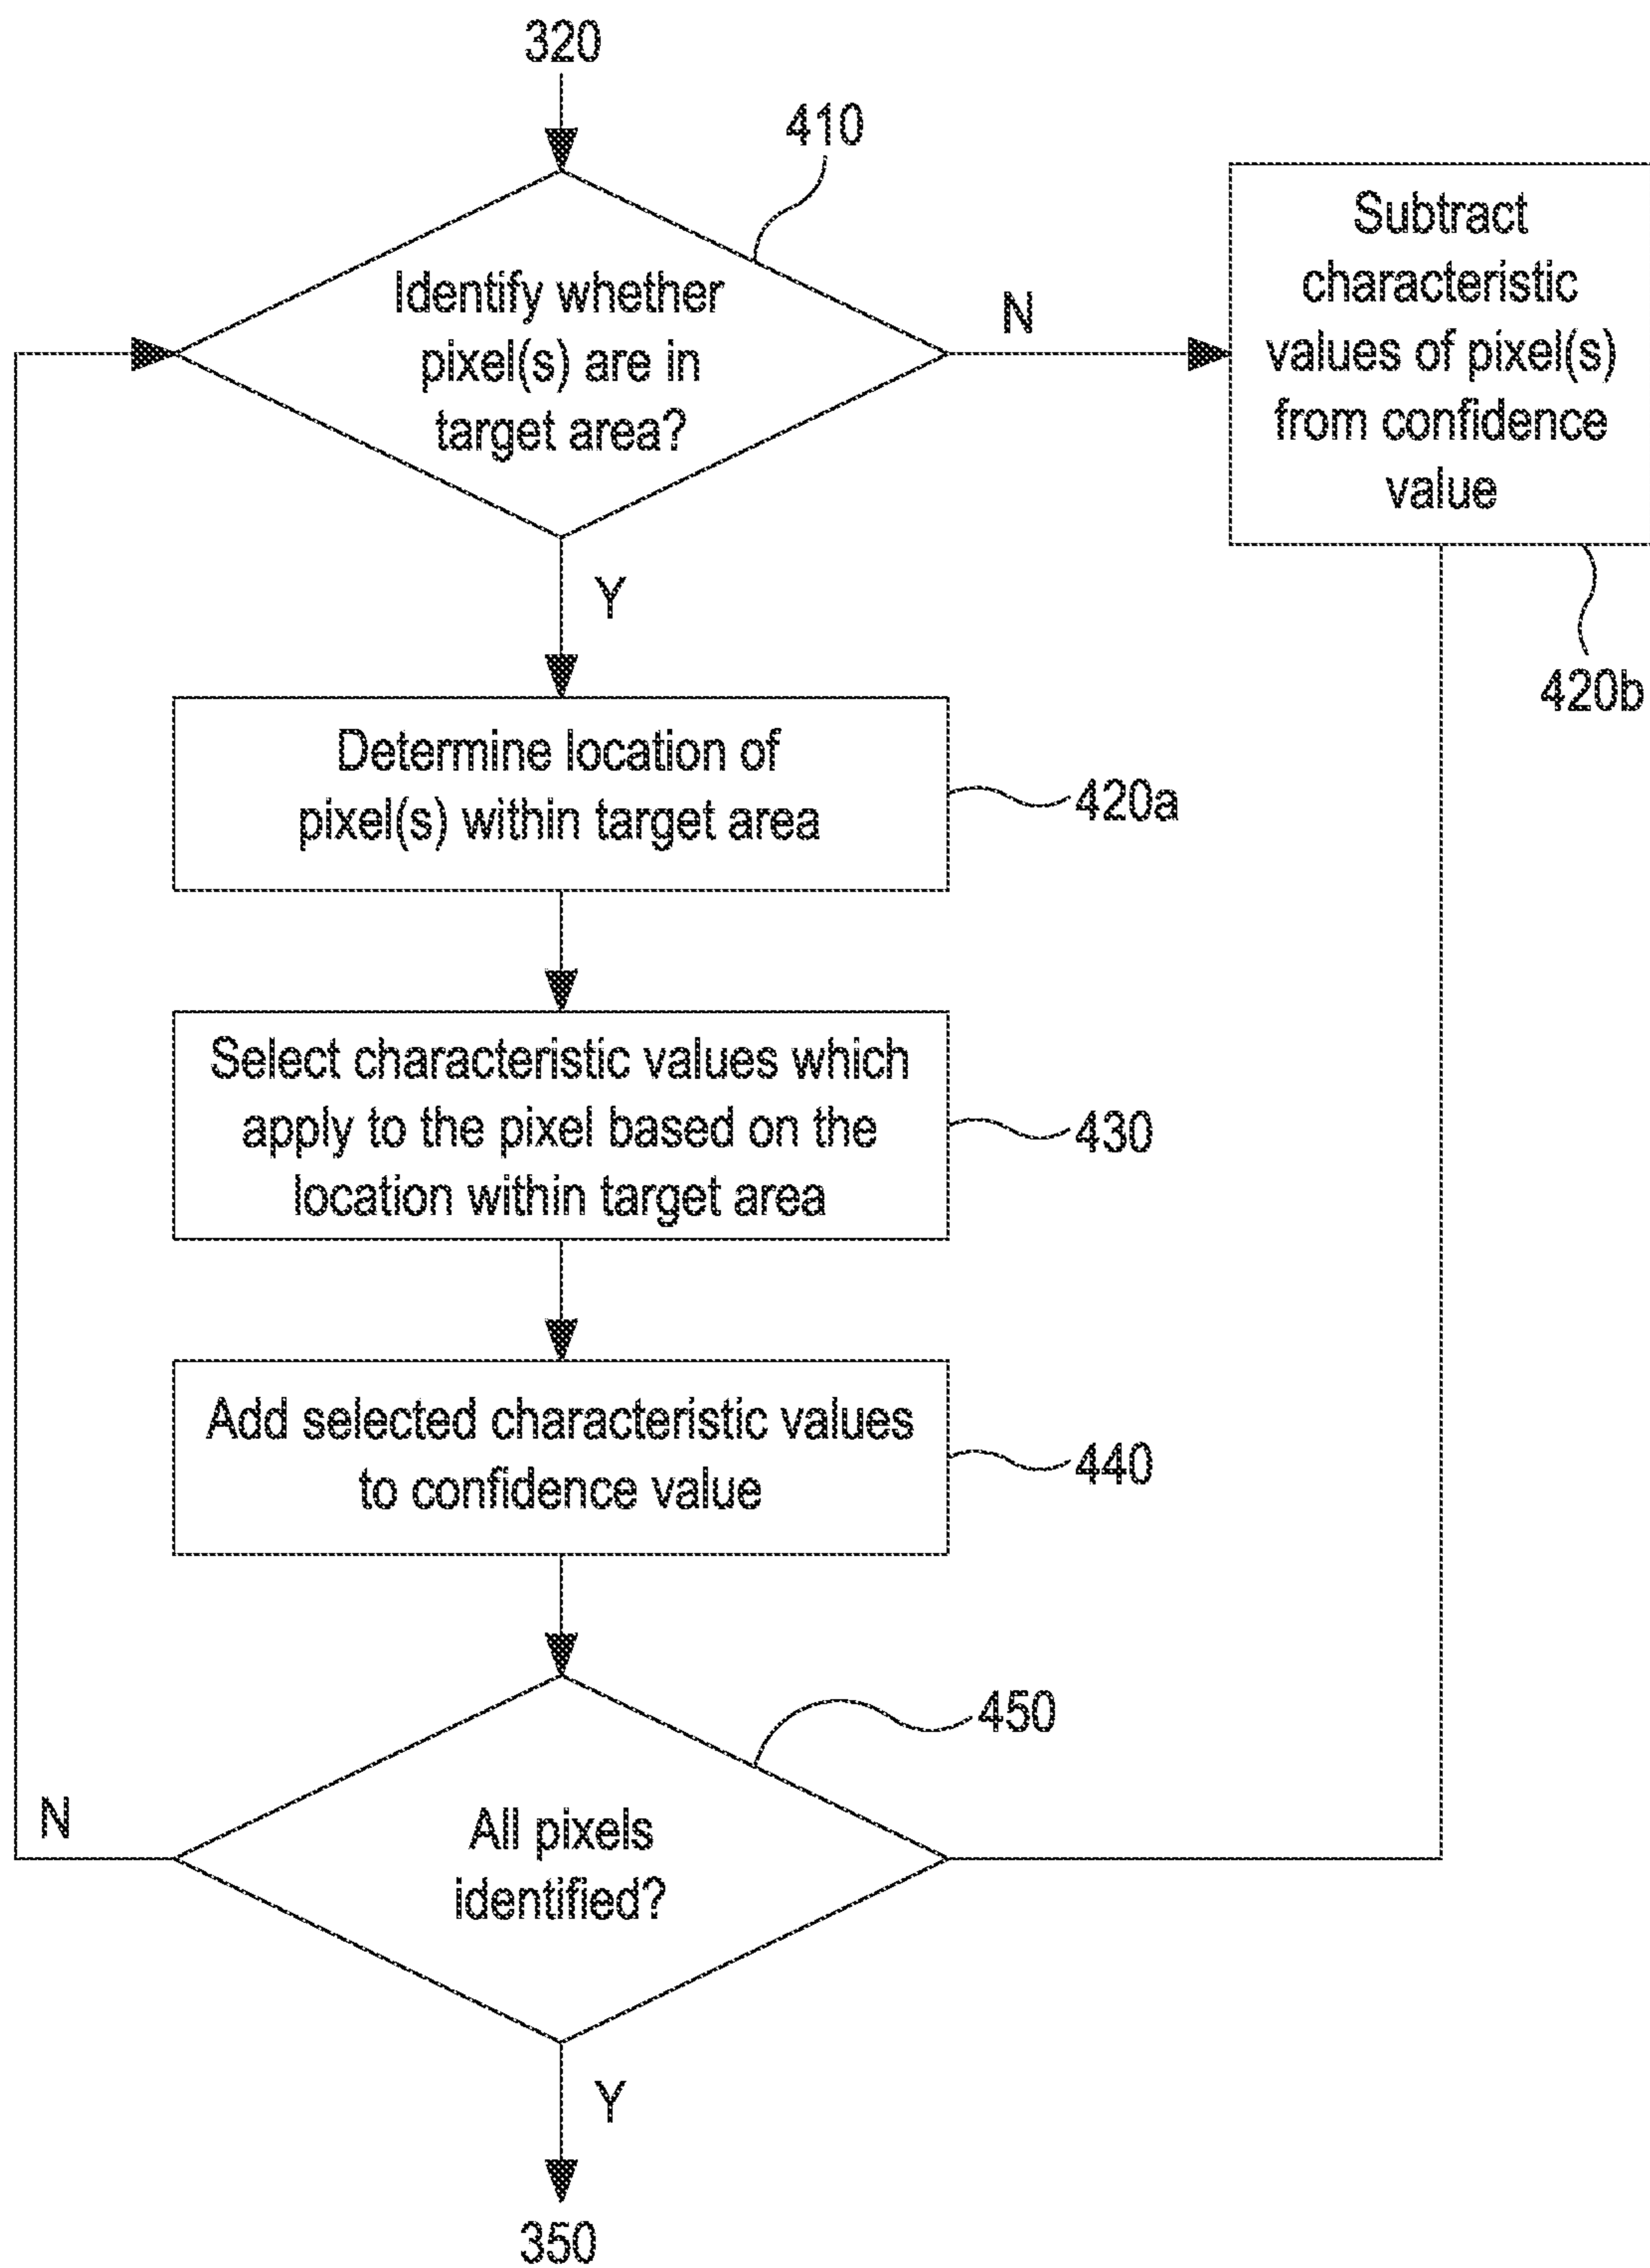 320
410
Identify whether
pixel(s) are in
target area?
N
Subtract
characteristic
values of pixel(s)
from confidence
value
420b
Y
Determine location of
pixel(s) within target area
420a
Select characteristic values which
apply to the pixel based on the
location within target area
430
Add selected characteristic values
to confidence value
440
450
All pixels
identified?
N
Y
350